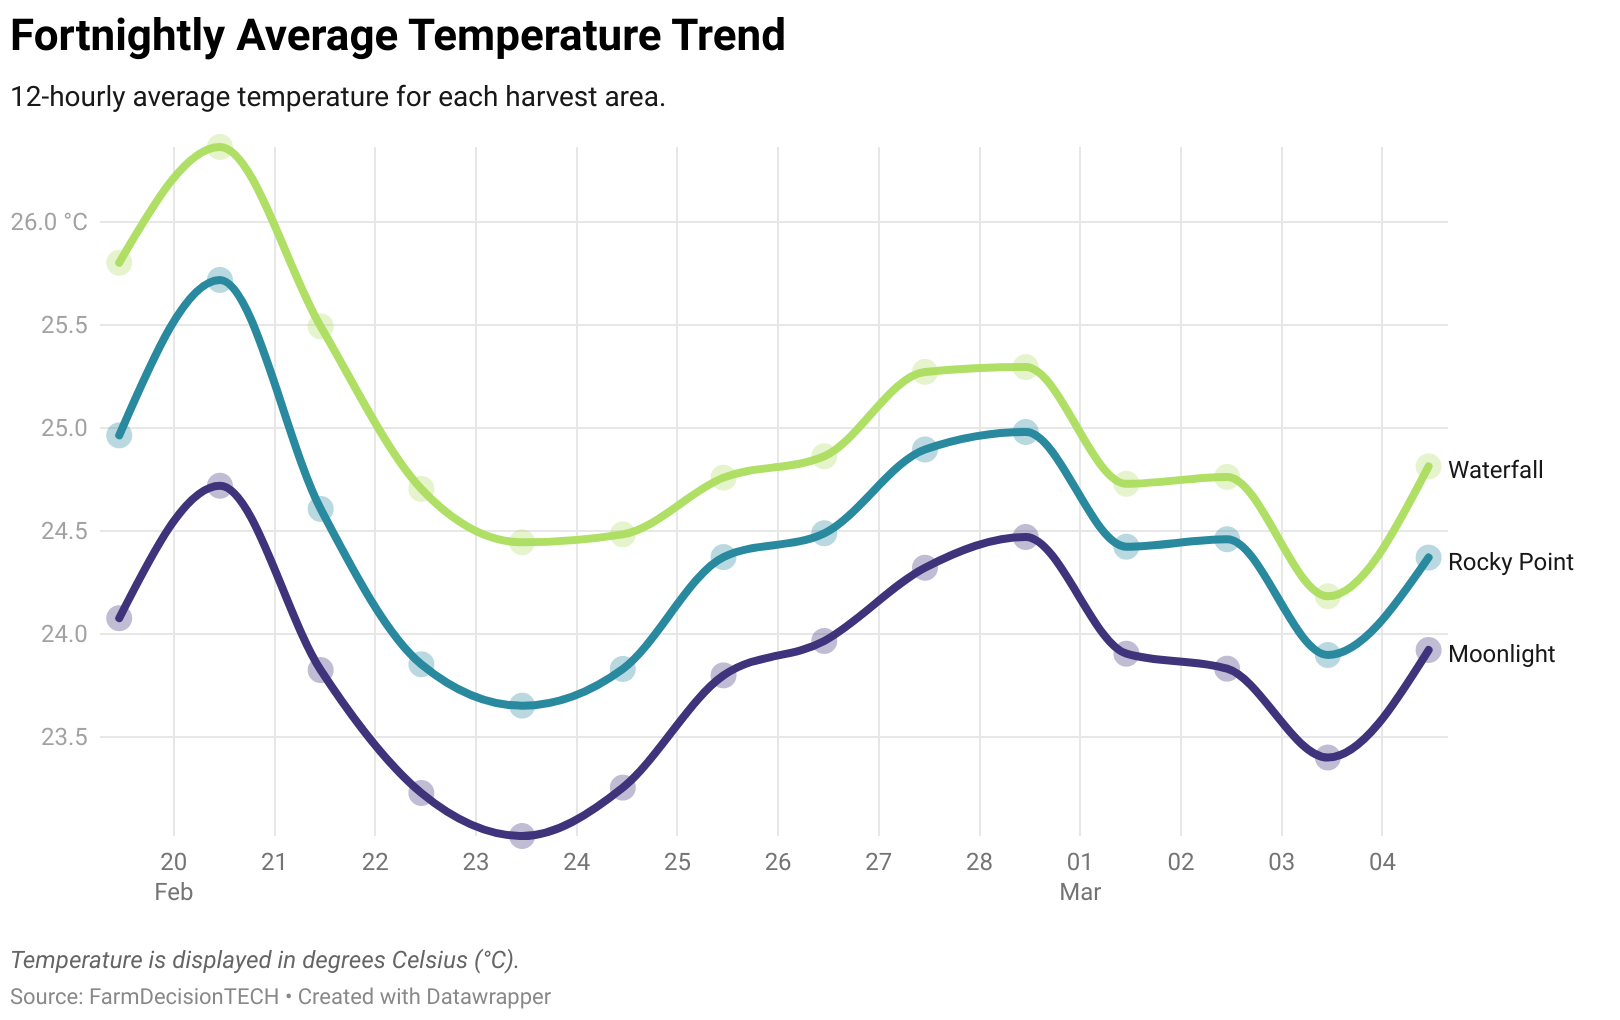 Fortnightly Average Temperature Trend
12-hourly average temperature for each harvest area.
26.0 °C
25.5
25.0
24.5
24.0
23.5
Waterfall
Rocky Point
Moonlight
20 21 22 23 24 25 26 27 28 01 02 03 04
Feb Mar
Temperature is displayed in degrees Celsius (°C).
Source: FarmDecisionTECH • Created with Datawrapper